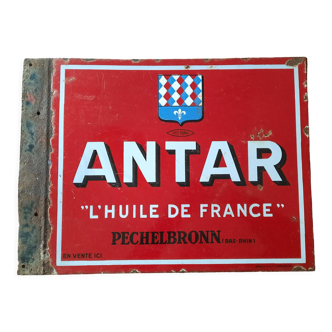 ANTAR
"L'HUILE DE FRANCE"
PECHELBRONN (BAS-RHIN)
EN VENTE ICI